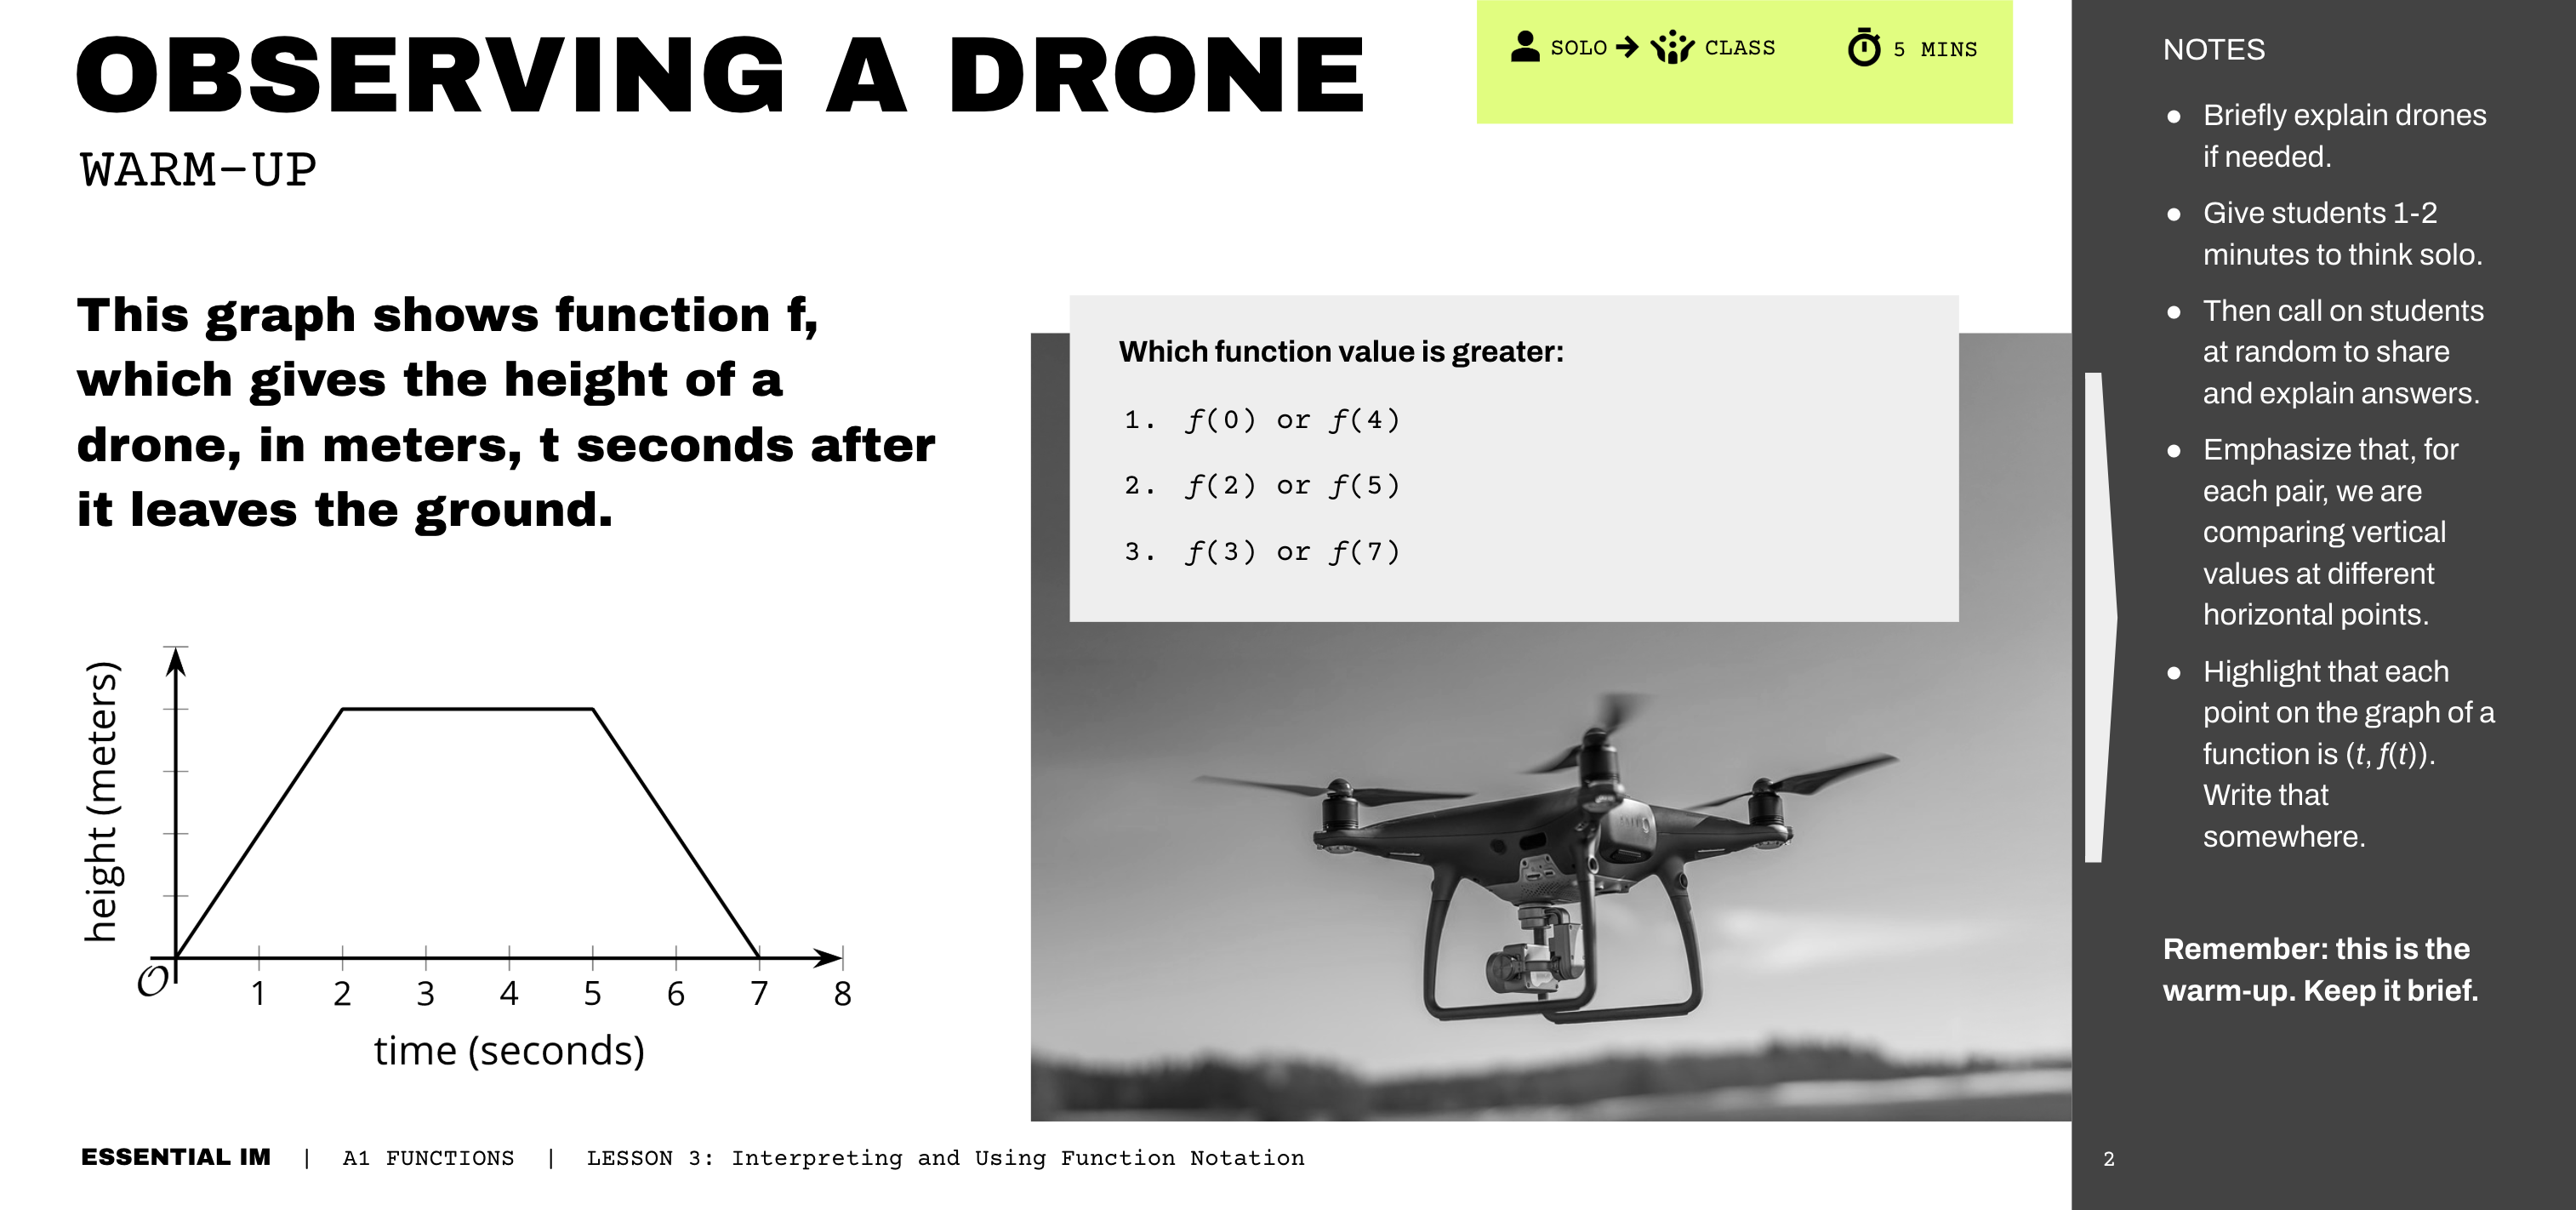 OBSERVING A DRONE
WARM-UP
SOLO → CLASS
5 MINS
This graph shows function f,
which gives the height of a
drone, in meters, t seconds after
it leaves the ground.
height (meters)
O
1 2 3 4 5 6 7 8
time (seconds)
Which function value is greater:
1. f(0) or f(4)
2. f(2) or f(5)
3. f(3) or f(7)
ESSENTIAL IM | A1 FUNCTIONS | LESSON 3: Interpreting and Using Function Notation
NOTES
● Briefly explain drones
if needed.
● Give students 1-2
minutes to think solo.
● Then call on students
at random to share
and explain answers.
● Emphasize that, for
each pair, we are
comparing vertical
values at different
horizontal points.
● Highlight that each
point on the graph of a
function is (t, f(t)).
Write that
somewhere.
Remember: this is the
warm-up. Keep it brief.
2